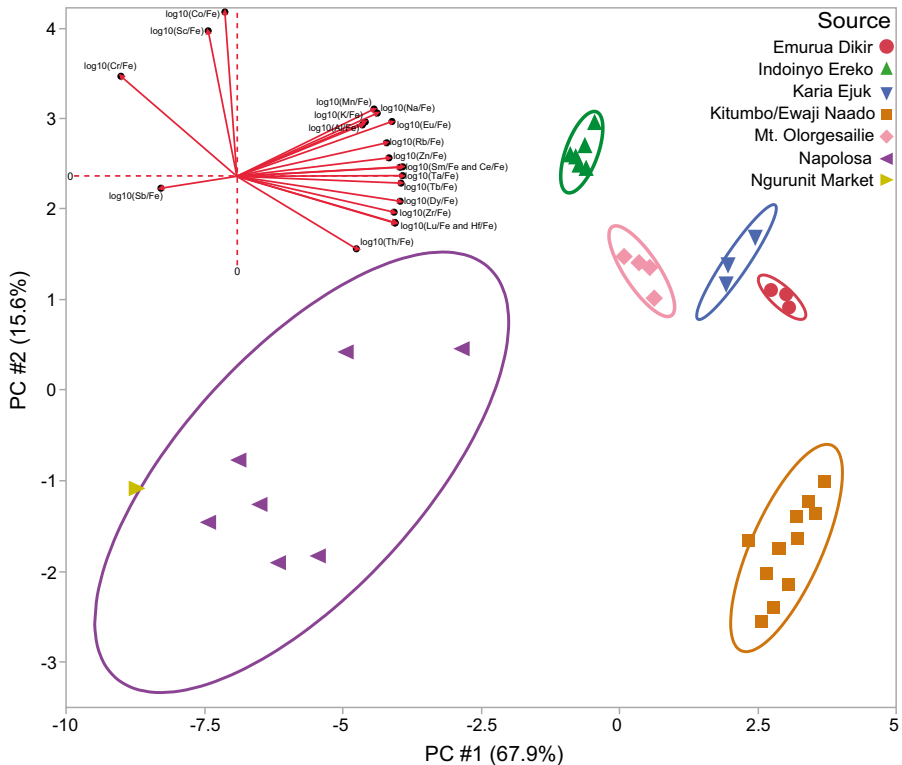 Source
Emurua Dikir
Indoinyo Ereko
Karia Ejuk
Kitumbo/Ewaji Naado
Mt. Olorgesailie
Napolosa
Ngurunit Market
log10(Co/Fe)
log10(Sc/Fe)
log10(Cr/Fe)
log10(Mn/Fe)
log10(Na/Fe)
log10(K/Fe)
log10(Eu/Fe)
log10(Al/Fe)
log10(Rb/Fe)
log10(Zn/Fe)
log10(Sm/Fe and Ce/Fe)
log10(Ta/Fe)
log10(Tb/Fe)
log10(Sb/Fe)
log10(Dy/Fe)
log10(Zr/Fe)
log10(Lu/Fe and Hf/Fe)
log10(Th/Fe)
0
0
4
3
2
1
0
-1
-2
-3
PC #2 (15.6%)
-10 -7.5 -5 -2.5 0 2.5 5
PC #1 (67.9%)